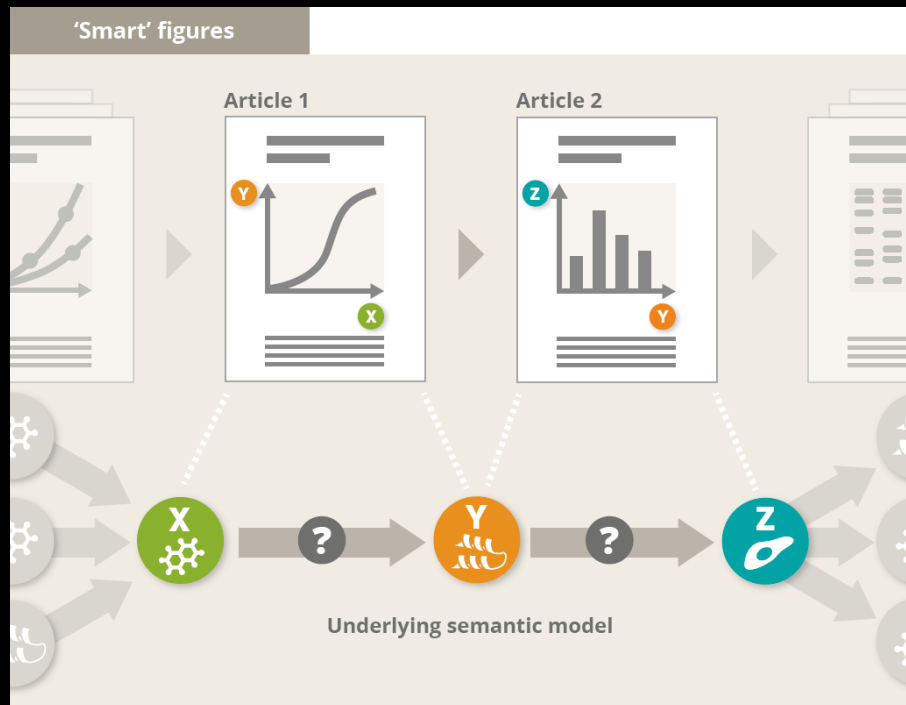 'Smart' figures
Article 1
Article 2
Y
X
Z
Y
X
?
Y
?
Z
Underlying semantic model